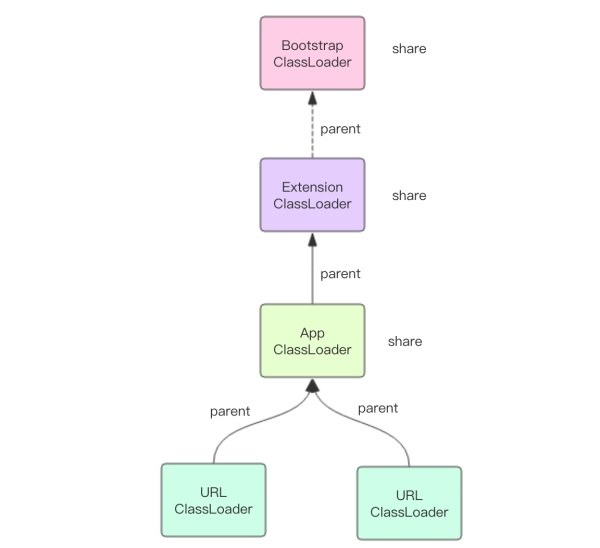 Bootstrap
ClassLoader
share
parent
Extension
ClassLoader
share
parent
App
ClassLoader
share
parent
parent
URL
ClassLoader
URL
ClassLoader